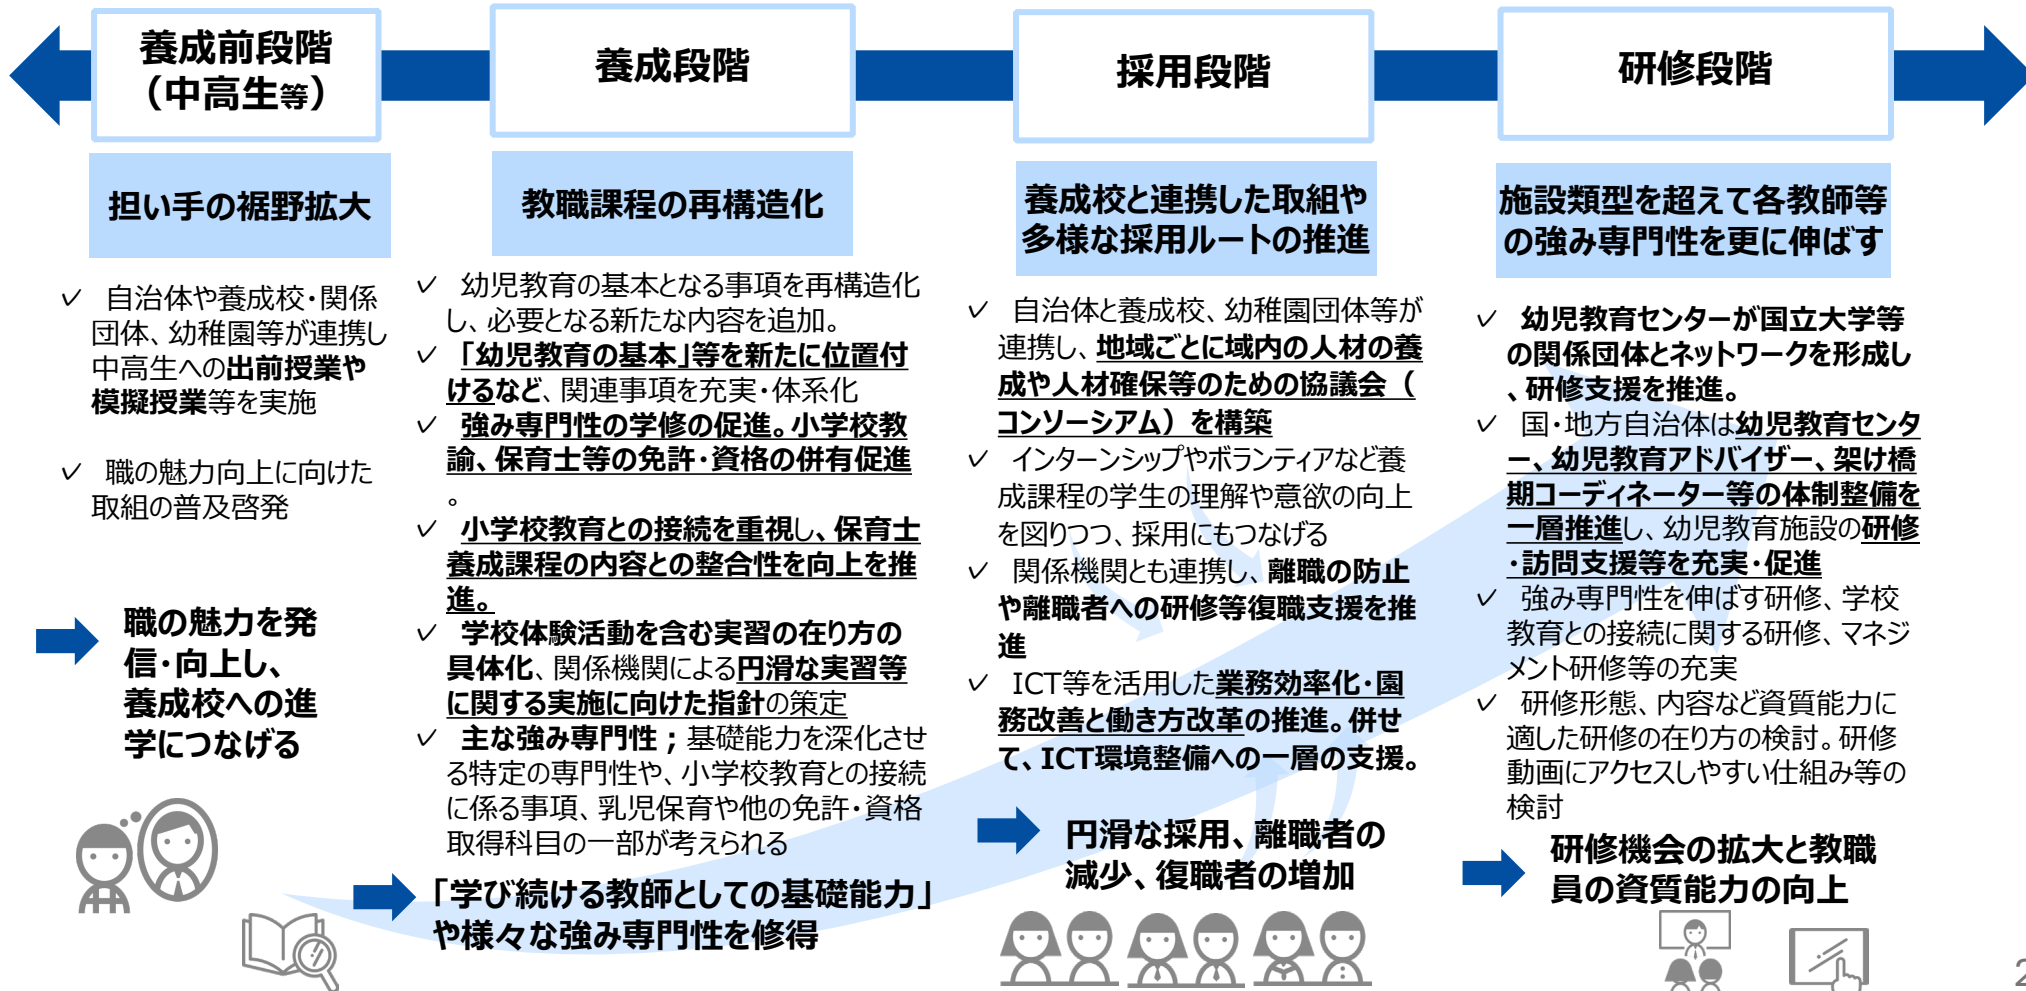 養成前段階
（中高生等）
養成段階
採用段階
研修段階
担い手の裾野拡大
✓ 自治体や養成校・関係
団体、幼稚園等が連携し
中高生への出前授業や
模擬授業等を実施
✓ 職の魅力向上に向けた
取組の普及啓発
職の魅力を発
信・向上し、
養成校への進
学につなげる
教職課程の再構造化
✓ 幼児教育の基本となる事項を再構造化
し、必要となる新たな内容を追加。
✓ 「幼児教育の基本」等を新たに位置付
けるなど、関連事項を充実・体系化
✓ 強み専門性の学修の促進。小学校教
諭、保育士等の免許・資格の併有促進
。
✓ 小学校教育との接続を重視し、保育士
養成課程の内容との整合性を向上を推
進。
✓ 学校体験活動を含む実習の在り方の
具体化、関係機関による円滑な実習等
に関する実施に向けた指針の策定
✓ 主な強み専門性；基礎能力を深化させ
る特定の専門性や、小学校教育との接続
に係る事項、乳児保育や他の免許・資格
取得科目の一部が考えられる
「学び続ける教師としての基礎能力」
や様々な強み専門性を修得
養成校と連携した取組や
多様な採用ルートの推進
✓ 自治体と養成校、幼稚園団体等が
連携し、地域ごとに域内の人材の養
成や人材確保等のための協議会（
コンソーシアム）を構築
✓ インターンシップやボランティアなど養
成課程の学生の理解や意欲の向上
を図りつつ、採用にもつなげる
✓ 関係機関とも連携し、離職の防止
や離職者への研修等復職支援を推
進
✓ ICT等を活用した業務効率化・園
務改善と働き方改革の推進。併せ
て、ICT環境整備への一層の支援。
円滑な採用、離職者の
減少、復職者の増加
施設類型を超えて各教師等
の強み専門性を更に伸ばす
✓ 幼児教育センターが国立大学等
の関係団体とネットワークを形成し
、研修支援を推進。
✓ 国・地方自治体は幼児教育センタ
ー、幼児教育アドバイザー、架け橋
期コーディネーター等の体制整備を
一層推進し、幼児教育施設の研修
・訪問支援等を充実・促進
✓ 強み専門性を伸ばす研修、学校
教育との接続に関する研修、マネジ
メント研修等の充実
✓ 研修形態、内容など資質能力に
適した研修の在り方の検討。研修
動画にアクセスしやすい仕組み等の
検討
研修機会の拡大と教職
員の資質能力の向上